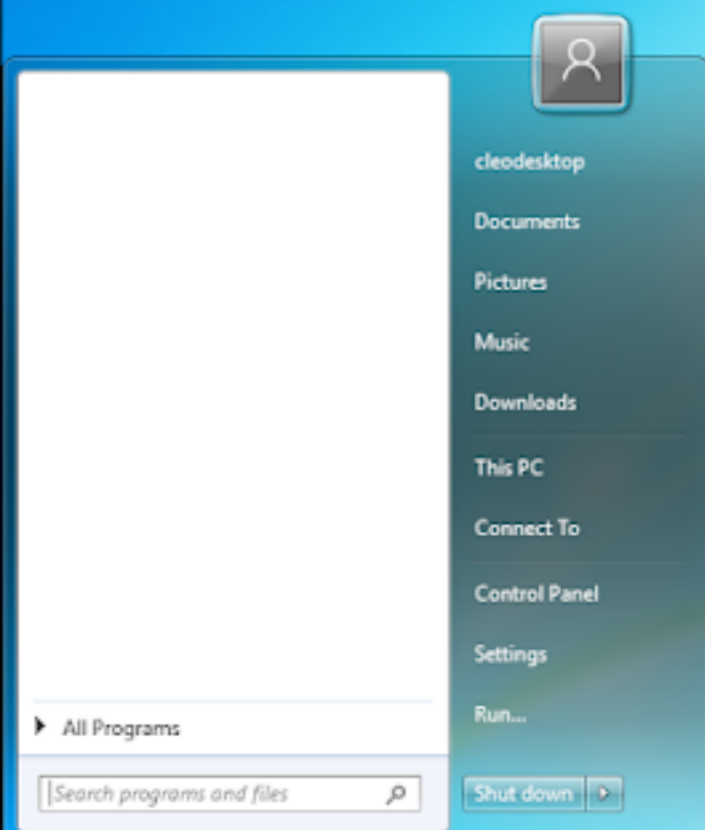 cleodesktop
Documents
Pictures
Music
Downloads
This PC
Connect To
Control Panel
Settings
Run...
All Programs
Search programs and files
Shut down